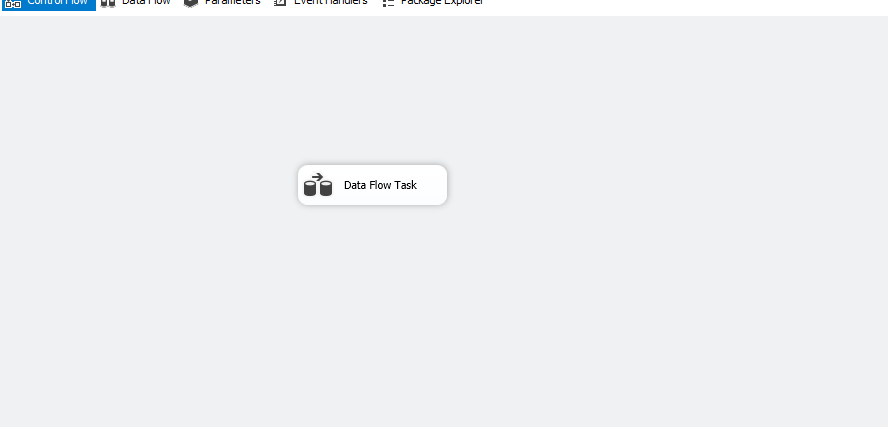 Control Flow Data Flow Parameters Event Handlers Package Explorer
Data Flow Task